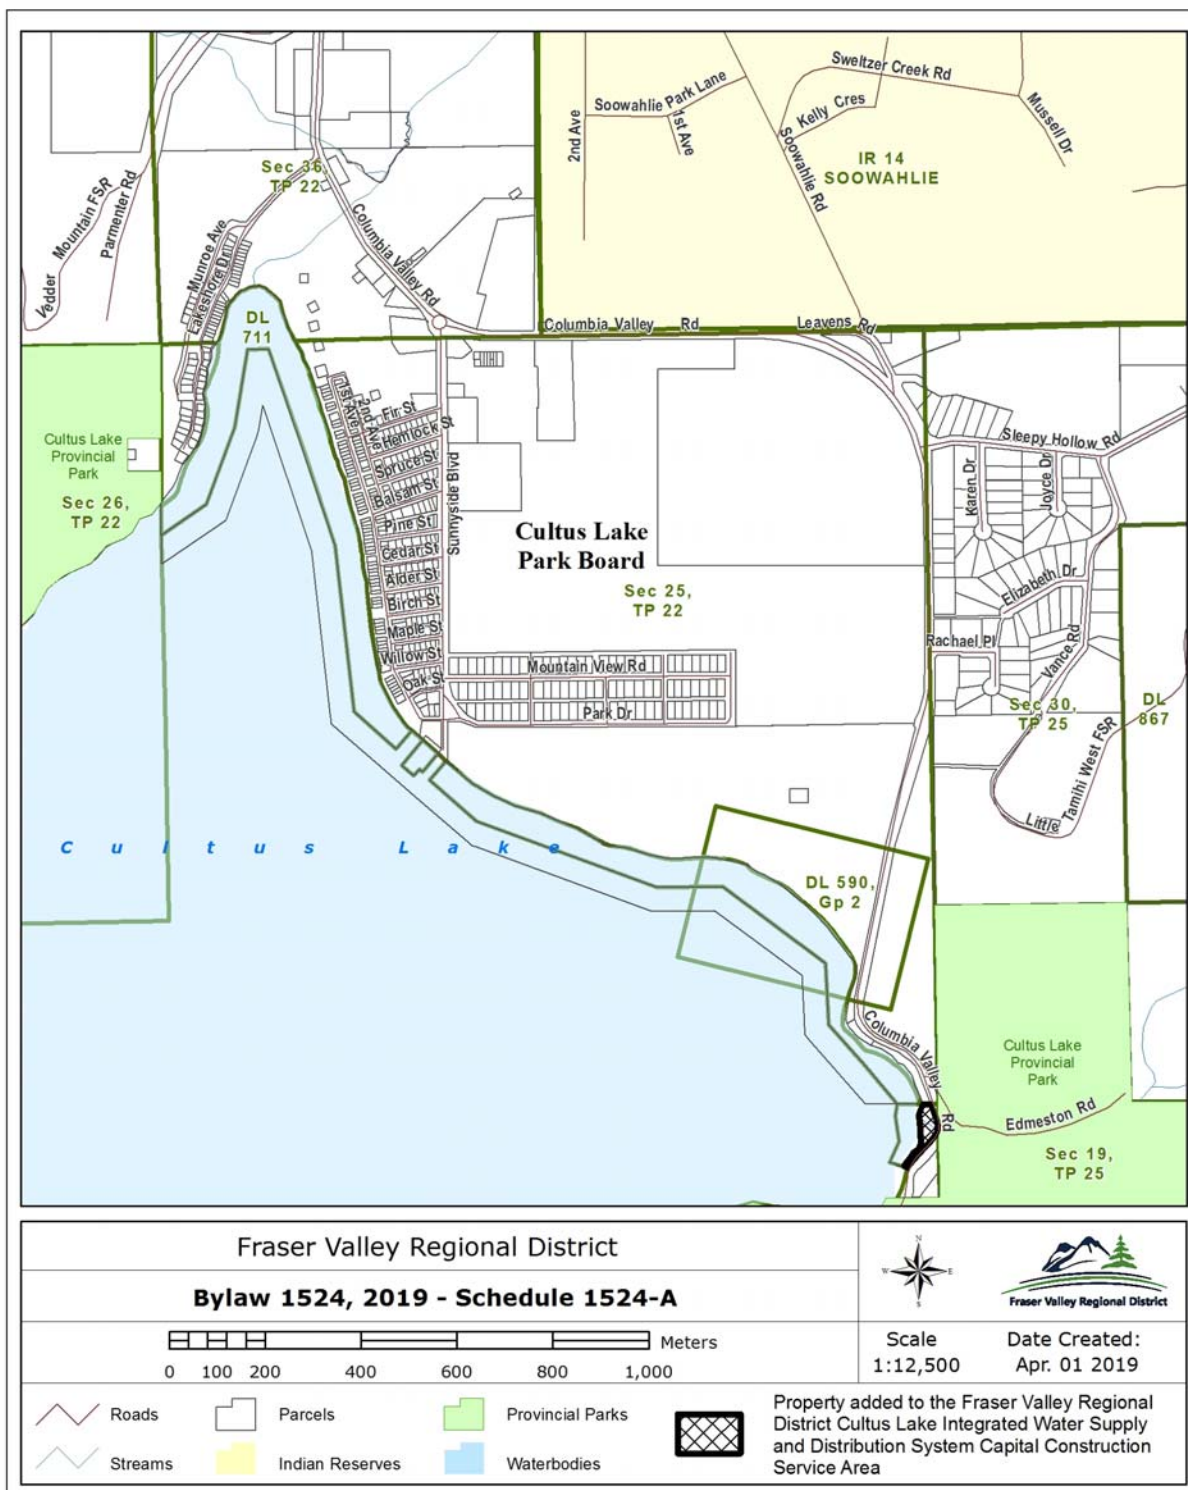 Sweltzer Creek Rd
Soowahlie Park Lane
Kelly Cres
Mussell Dr
2nd Ave
1st Ave
Soowahlie Rd
IR 14
SOOWAHLIE
Sec 36,
TP 22
Vedder Mountain FSR
Parmenter Rd
Munroe Ave
Lakeshore Dr
Columbia Valley Rd
DL
711
Columbia Valley Rd
Leavens Rd
Cultus Lake
Provincial
Park
Sec 26,
TP 22
1st Ave
2nd Ave
Fir St
Hemlock St
Spruce St
Balsam St
Pine St
Cedar St
Alder St
Birch St
Maple St
Willow St
Oak St
Sunnyside Blvd
Cultus Lake
Park Board
Sec 25,
TP 22
Mountain View Rd
Park Dr
Sleepy Hollow Rd
Karen Dr
Joyce Dr
Elizabeth Dr
Rachael Pl
Vance Rd
Sec 30,
TP 25
DL
867
Little Tamihi West FSR
Cultus Lake
DL 590,
Gp 2
Columbia Valley Rd
Cultus Lake
Provincial
Park
Edmeston Rd
Sec 19,
TP 25
Fraser Valley Regional District
Bylaw 1524, 2019 - Schedule 1524-A
Meters
0 100 200 400 600 800 1,000
N
W E
S
Fraser Valley Regional District
Scale
1:12,500
Date Created:
Apr. 01 2019
Roads
Parcels
Provincial Parks
Streams
Indian Reserves
Waterbodies
Property added to the Fraser Valley Regional
District Cultus Lake Integrated Water Supply
and Distribution System Capital Construction
Service Area